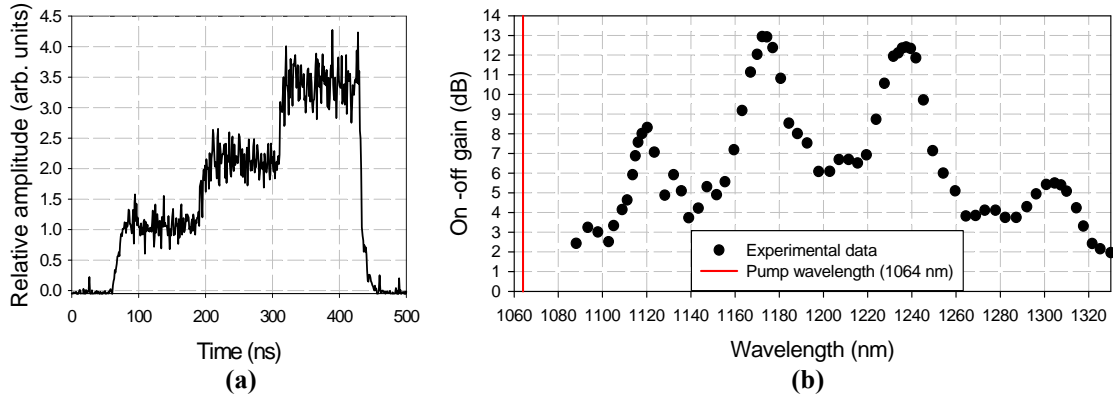 Relative amplitude (arb. units)
4.5
4.0
3.5
3.0
2.5
2.0
1.5
1.0
0.5
0.0
0 100 200 300 400 500
Time (ns)
(a)
On -off gain (dB)
14
13
12
11
10
9
8
7
6
5
4
3
2
1
0
Experimental data
Pump wavelength (1064 nm)
1060 1080 1100 1120 1140 1160 1180 1200 1220 1240 1260 1280 1300 1320
Wavelength (nm)
(b)